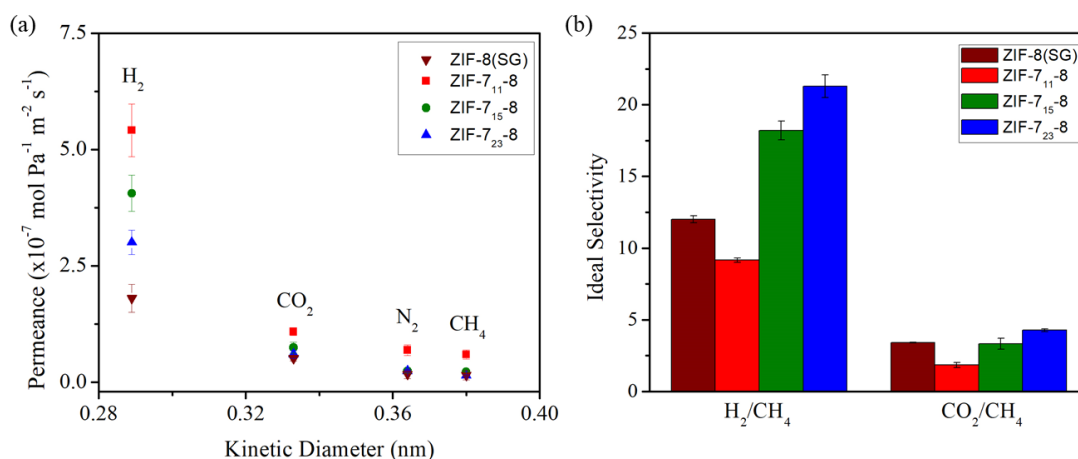 (a)
7.5
5.0
2.5
0.0
Permeance (x10⁻⁷ mol Pa⁻¹ m⁻² s⁻¹)
H₂
CO₂
N₂
CH₄
ZIF-8(SG)
ZIF-7₁₁-8
ZIF-7₁₅-8
ZIF-7₂₃-8
0.28 0.32 0.36 0.40
Kinetic Diameter (nm)
(b)
25
20
15
10
5
0
Ideal Selectivity
ZIF-8(SG)
ZIF-7₁₁-8
ZIF-7₁₅-8
ZIF-7₂₃-8
H₂/CH₄ CO₂/CH₄